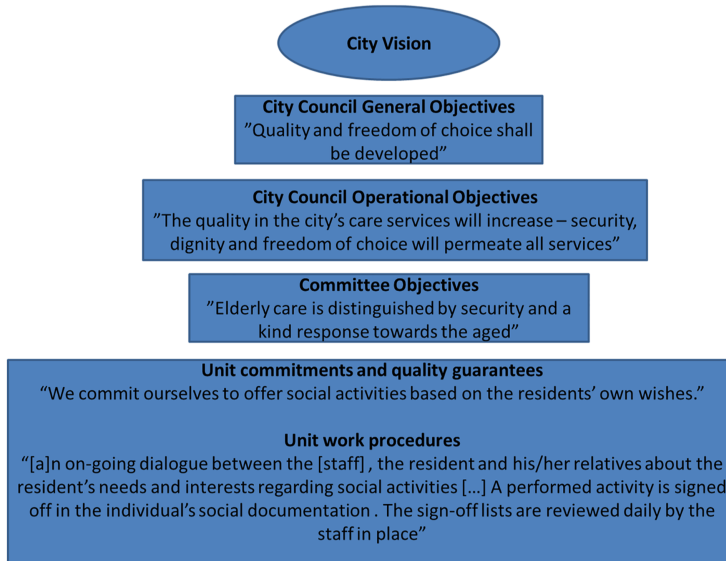 City Vision
City Council General Objectives
”Quality and freedom of choice shall
be developed”
City Council Operational Objectives
”The quality in the city’s care services will increase – security,
dignity and freedom of choice will permeate all services”
Committee Objectives
”Elderly care is distinguished by security and a
kind response towards the aged”
Unit commitments and quality guarantees
“We commit ourselves to offer social activities based on the residents’ own wishes.”
Unit work procedures
“[a]n on-going dialogue between the [staff] , the resident and his/her relatives about the
resident’s needs and interests regarding social activities […] A performed activity is signed
off in the individual’s social documentation . The sign-off lists are reviewed daily by the
staff in place”